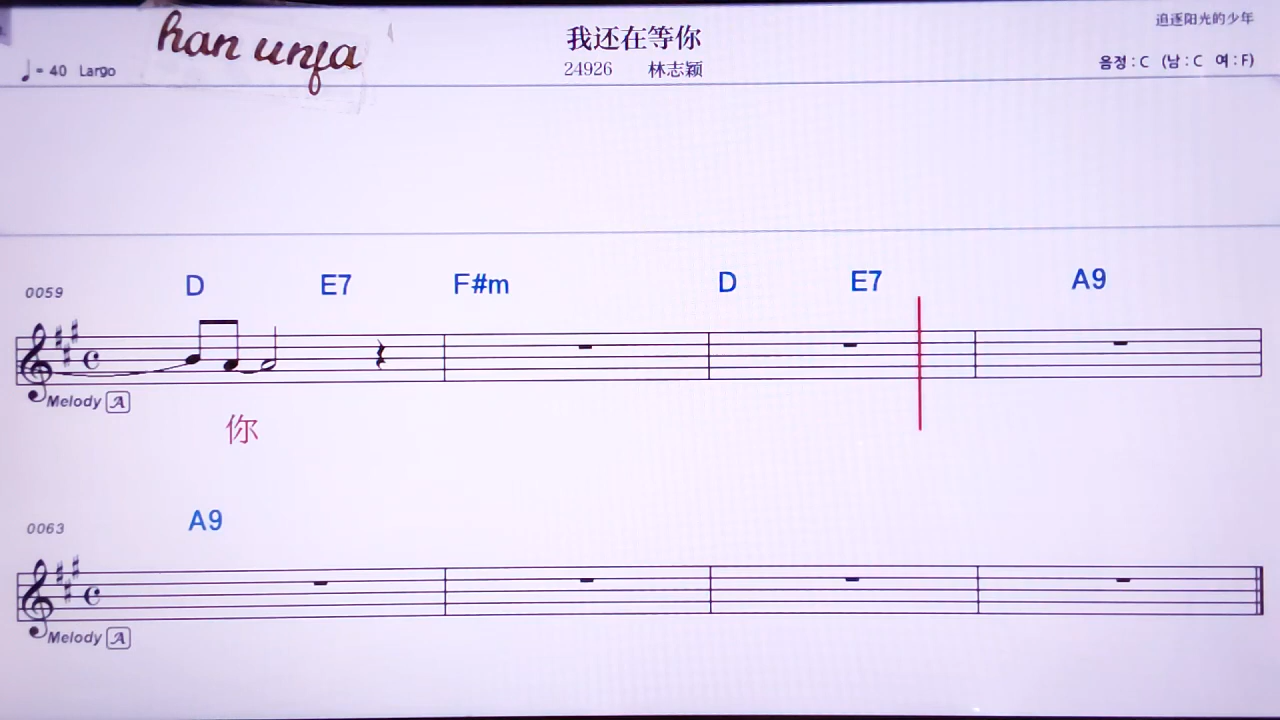 han unfa
♩= 40 Largo
我还在等你
24926 林志颖
追逐阳光的少年
음정 : C (남 : C 여 : F)
0059 D E7 F#m D E7 A9
Melody A
你
0063 A9
Melody A